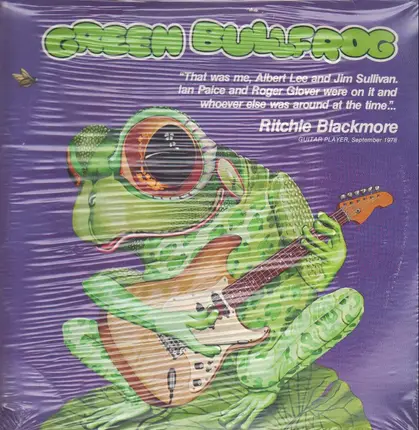 GREEN BULLFROG
"That was me, Albert Lee and Jim Sullivan.
Ian Paice and Roger Glover were on it and
whoever else was around at the time.".
Ritchie Blackmore
GUITAR PLAYER, September 1978